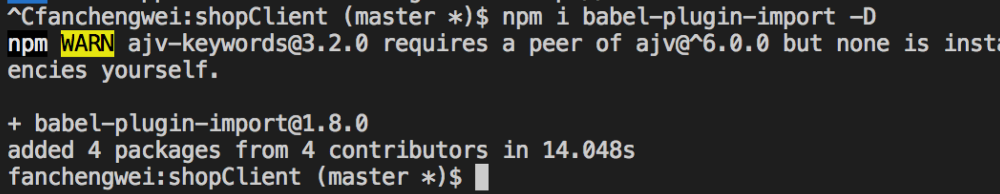 ^Cfanchengwei:shopClient (master *)$ npm i babel-plugin-import -D
npm WARN ajv-keywords@3.2.0 requires a peer of ajv@^6.0.0 but none is
encies yourself.
+ babel-plugin-import@1.8.0
added 4 packages from 4 contributors in 14.048s
fanchengwei:shopClient (master *)$